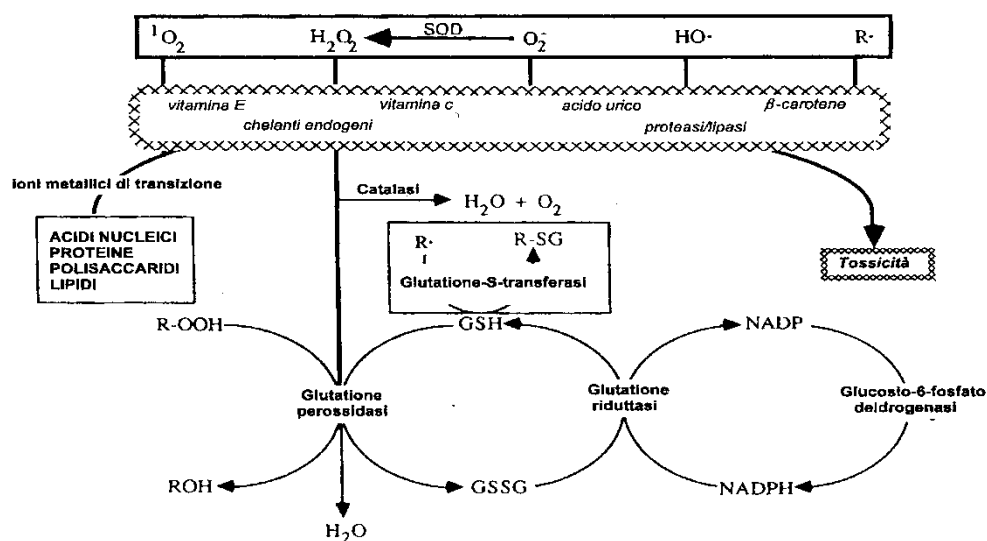 ¹O₂ H₂O₂ SOD O₂⁻ HO· R·
vitamina E vitamina c acido urico β-carotene
chelanti endogeni proteasi/lipasi
ioni metallici di transizione
Catalasi H₂O + O₂
ACIDI NUCLEICI
PROTEINE
POLISACCARIDI
LIPIDI
R· R-SG
Glutatione-S-transferasi
Tossicità
R-OOH GSH NADP
Glutatione
perossidasi
Glutatione
riduttasi
Glucosio-6-fosfato
deidrogenasi
ROH GSSG NADPH
H₂O